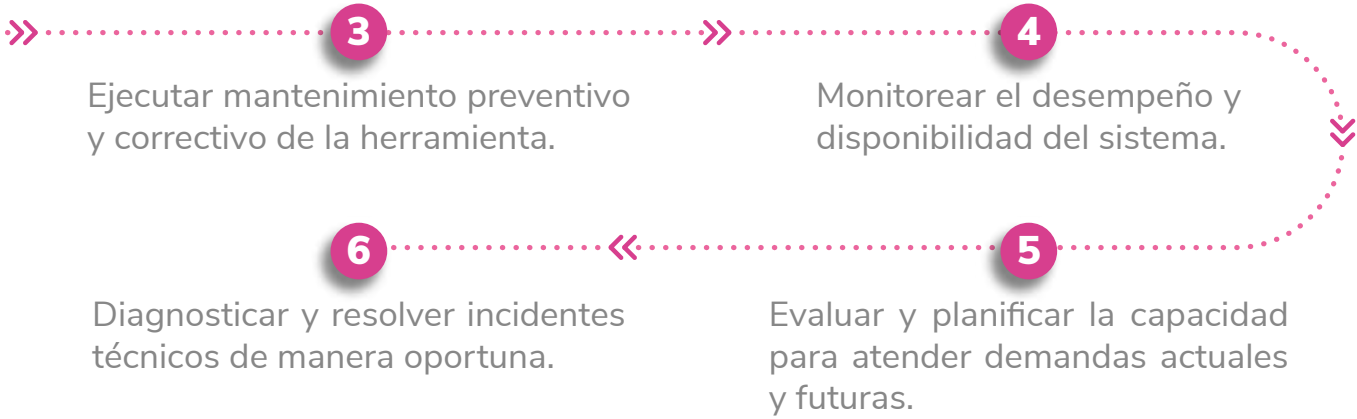 3
Ejecutar mantenimiento preventivo
y correctivo de la herramienta.
4
Monitorear el desempeño y
disponibilidad del sistema.
5
Evaluar y planificar la capacidad
para atender demandas actuales
y futuras.
6
Diagnosticar y resolver incidentes
técnicos de manera oportuna.